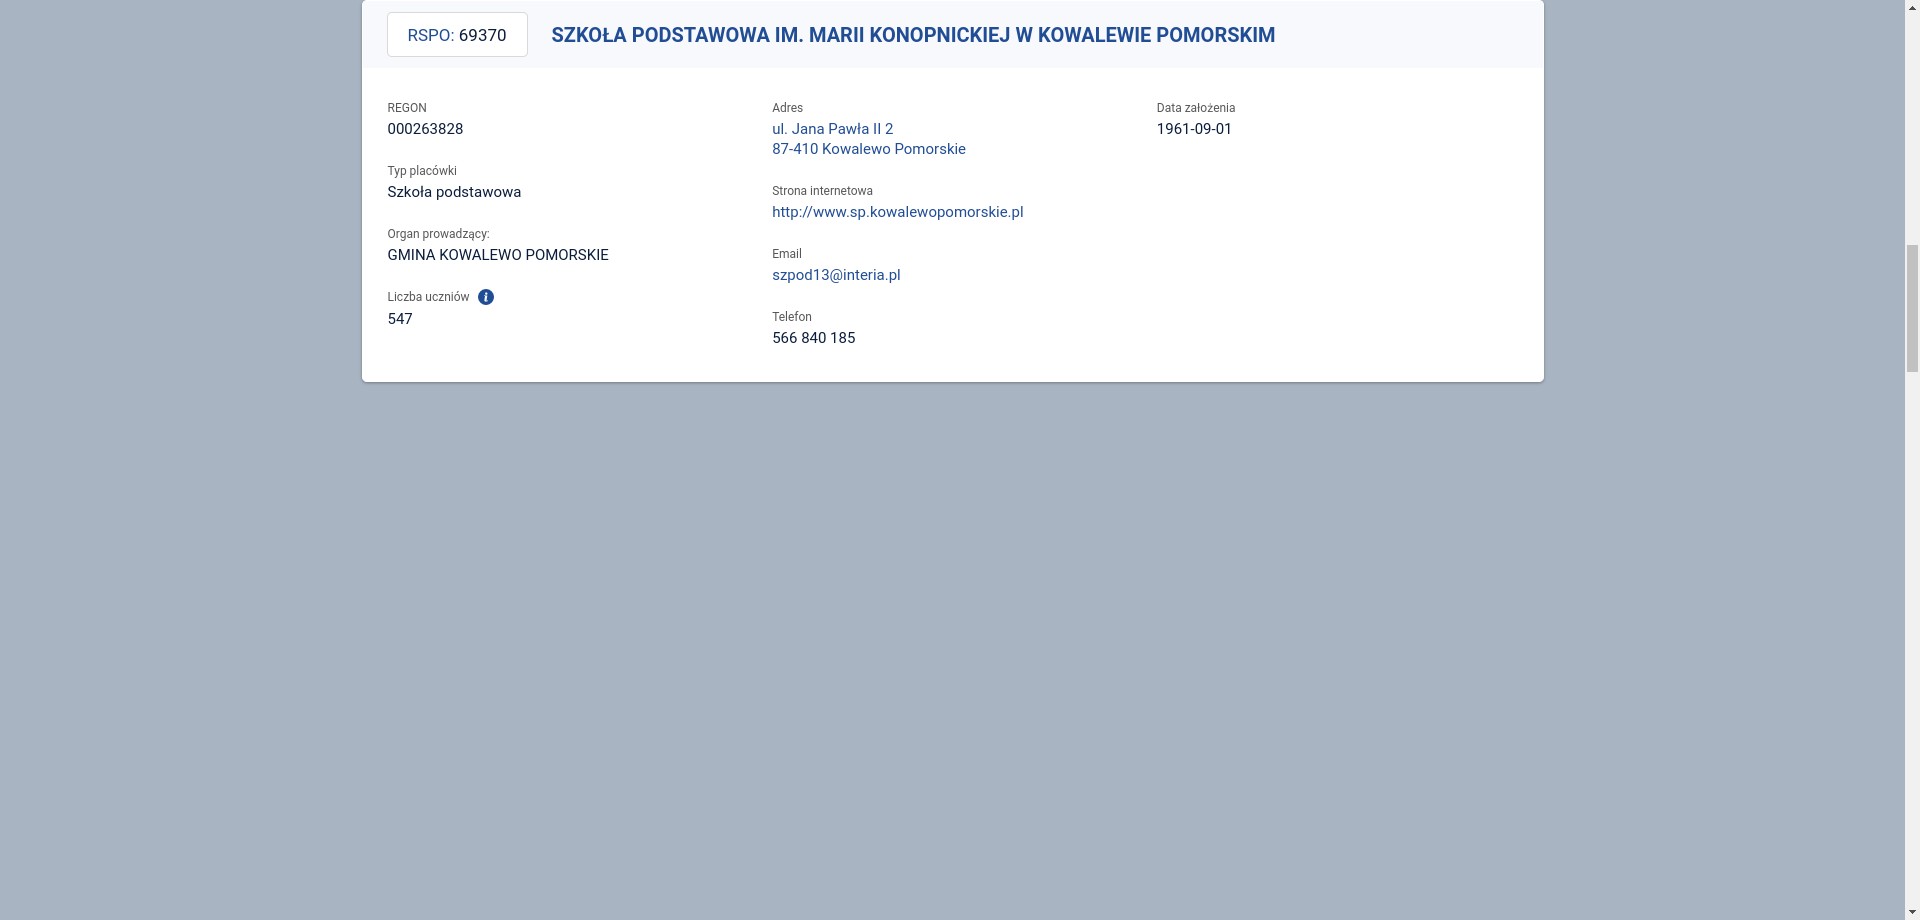 RSPO: 69370
SZKOŁA PODSTAWOWA IM. MARII KONOPNICKIEJ W KOWALEWIE POMORSKIM
REGON
000263828
Typ placówki
Szkoła podstawowa
Organ prowadzący:
GMINA KOWALEWO POMORSKIE
Liczba uczniów
547
Adres
ul. Jana Pawła II 2
87-410 Kowalewo Pomorskie
Strona internetowa
http://www.sp.kowalewopomorskie.pl
Email
szpod13@interia.pl
Telefon
566 840 185
Data założenia
1961-09-01